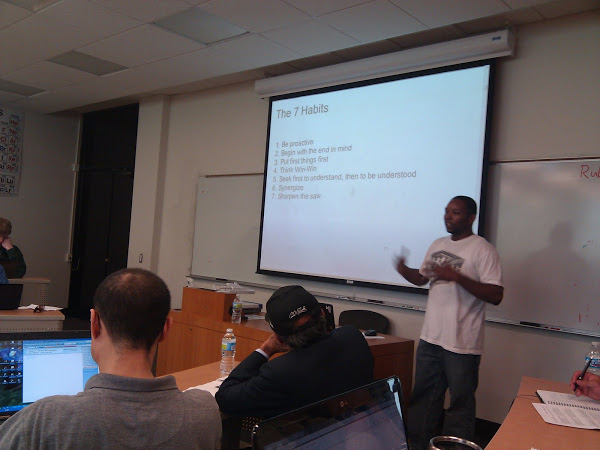 The 7 Habits
1. Be proactive
2. Begin with the end in mind
3. Put first things first
4. Think Win-Win
5. Seek first to understand, then to be understood
6. Synergize
7. Sharpen the saw
Ru